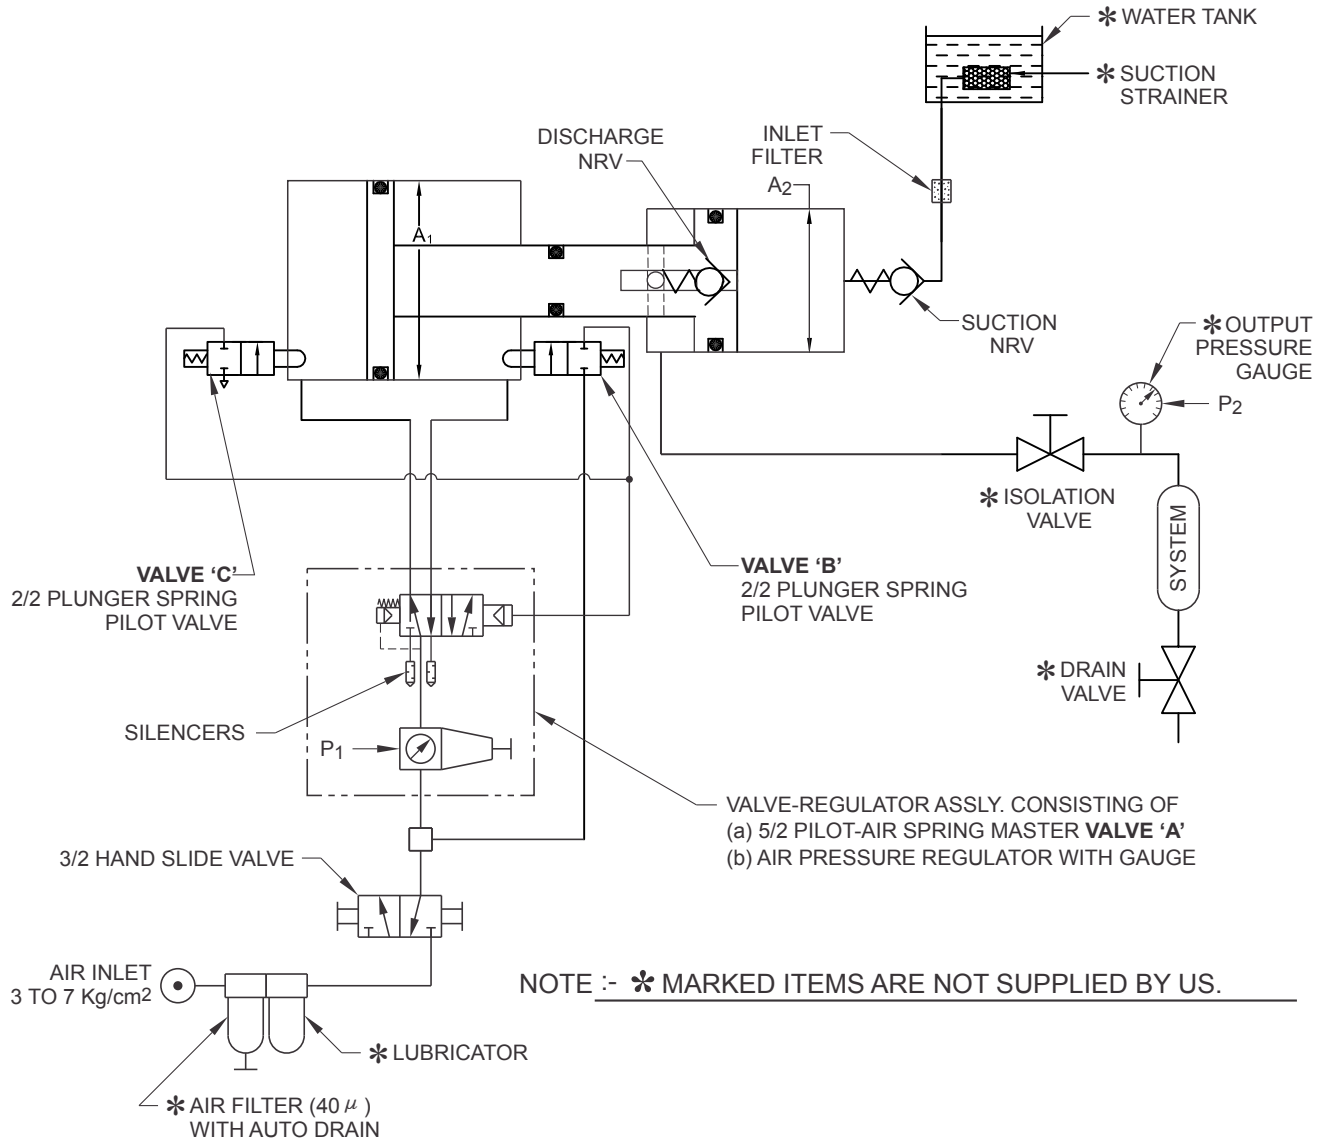 ✻ WATER TANK
✻ SUCTION
STRAINER
DISCHARGE
NRV
INLET
FILTER
A2
A1
SUCTION
NRV
✻ OUTPUT
PRESSURE
GAUGE
P2
✻ ISOLATION
VALVE
SYSTEM
VALVE ‘C’
2/2 PLUNGER SPRING
PILOT VALVE
VALVE ‘B’
2/2 PLUNGER SPRING
PILOT VALVE
✻ DRAIN
VALVE
SILENCERS
P1
VALVE-REGULATOR ASSLY. CONSISTING OF
(a) 5/2 PILOT-AIR SPRING MASTER VALVE ‘A’
(b) AIR PRESSURE REGULATOR WITH GAUGE
3/2 HAND SLIDE VALVE
AIR INLET
3 TO 7 Kg/cm2
NOTE :- ✻ MARKED ITEMS ARE NOT SUPPLIED BY US.
✻ LUBRICATOR
✻ AIR FILTER (40 μ )
WITH AUTO DRAIN